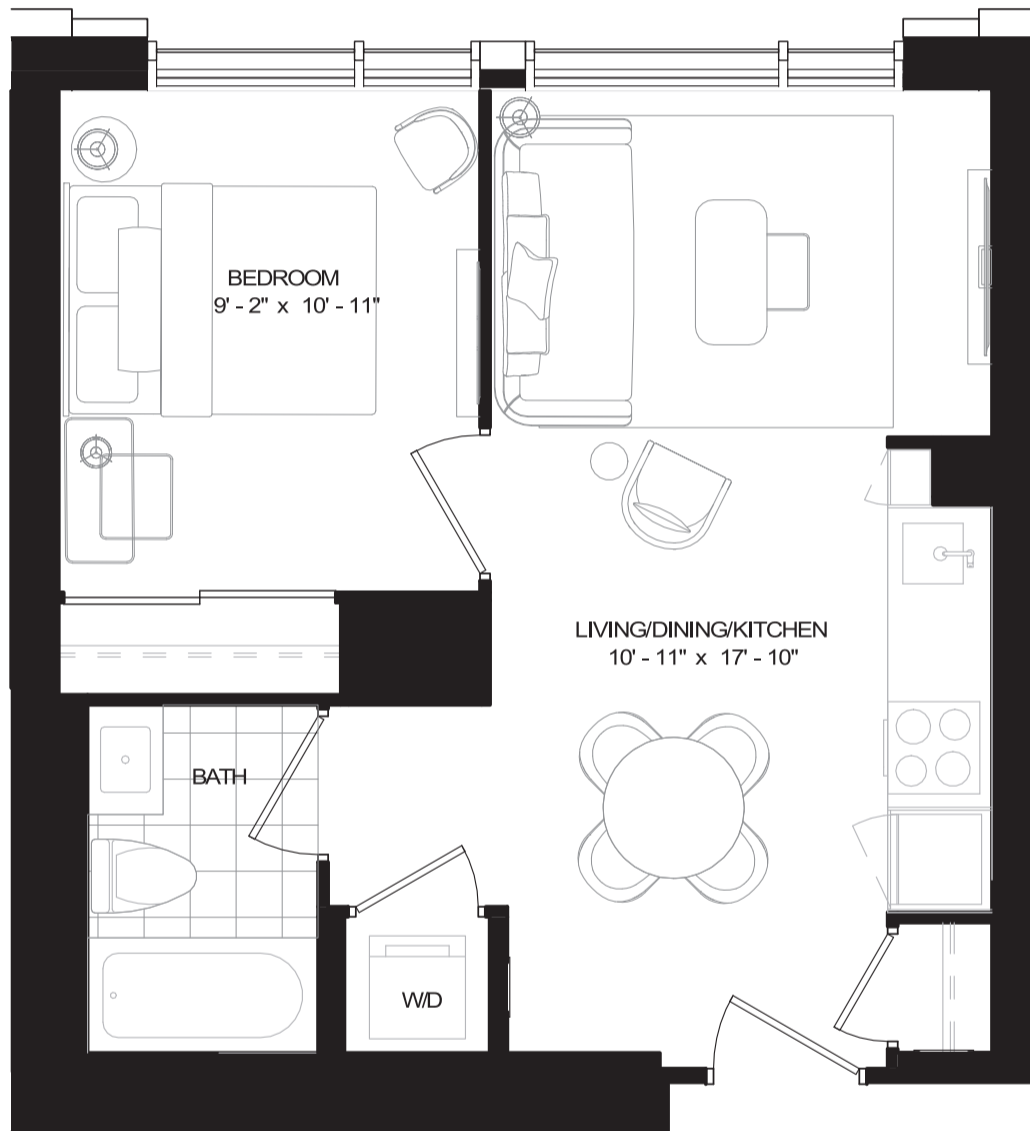 BEDROOM
9' - 2" x 10' - 11"
LIVING/DINING/KITCHEN
10' - 11" x 17' - 10"
BATH
W/D